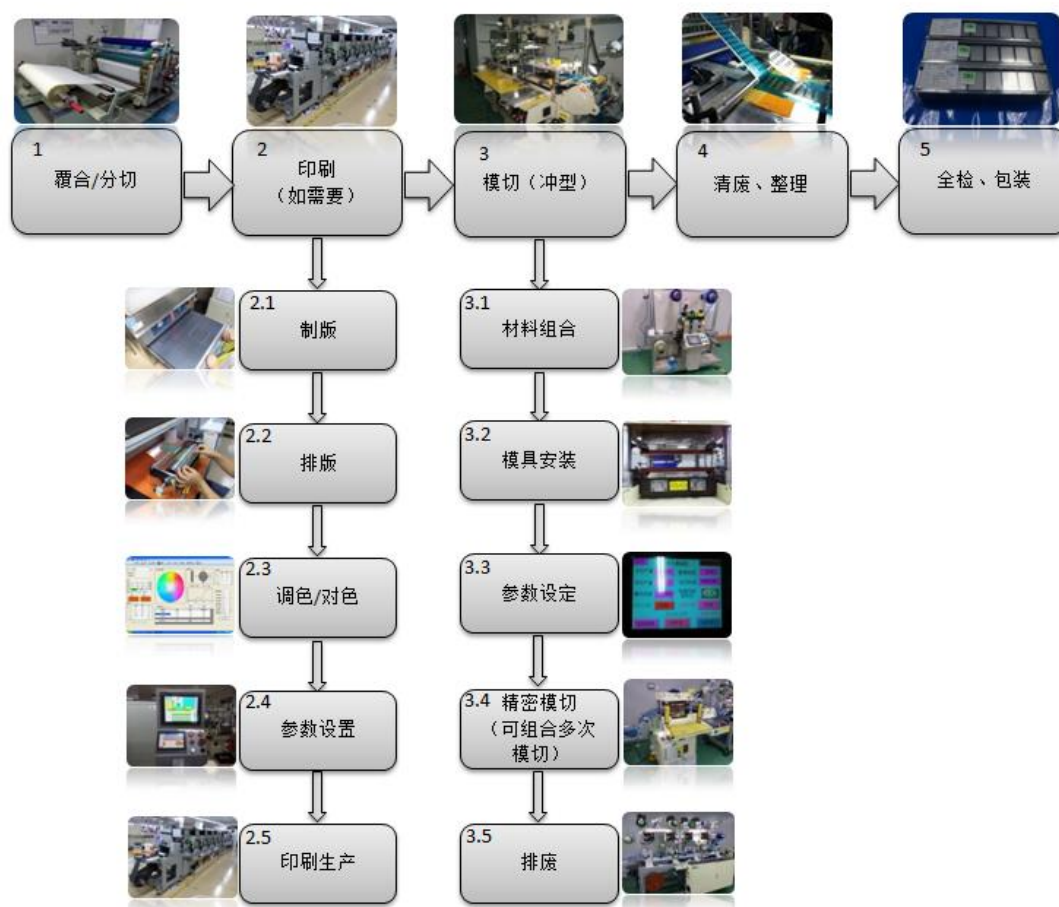 1
覆合/分切
2
印刷
（如需要）
3
模切（冲型）
4
清废、整理
5
全检、包装
2.1
制版
2.2
排版
2.3
调色/对色
2.4
参数设置
2.5
印刷生产
3.1
材料组合
3.2
模具安装
3.3
参数设定
3.4
精密模切
（可组合多次
模切）
3.5
排废